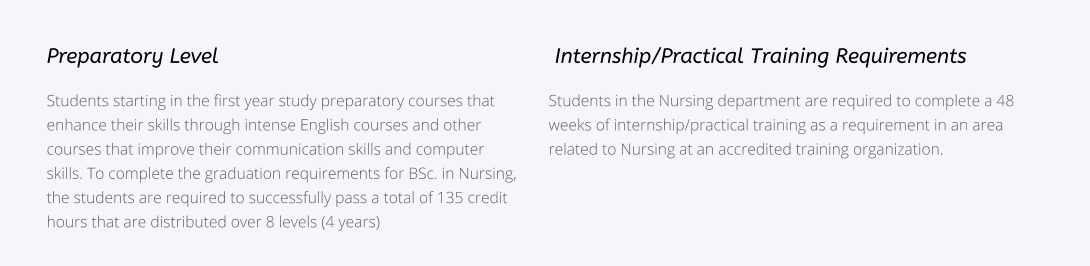 Preparatory Level
Students starting in the first year study preparatory courses that
enhance their skills through intense English courses and other
courses that improve their communication skills and computer
skills. To complete the graduation requirements for BSc. in Nursing,
the students are required to successfully pass a total of 135 credit
hours that are distributed over 8 levels (4 years)
Internship/Practical Training Requirements
Students in the Nursing department are required to complete a 48
weeks of internship/practical training as a requirement in an area
related to Nursing at an accredited training organization.